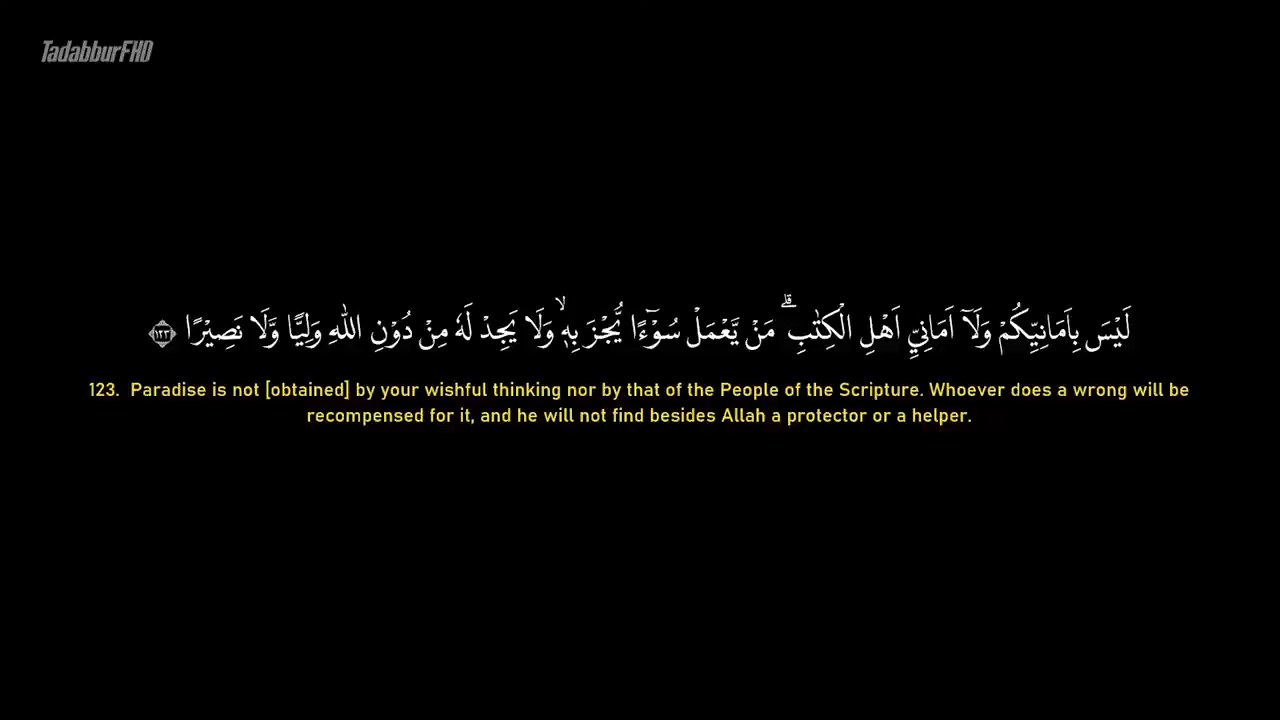 TadabburFHD
لَيْسَ بِاَمَانِيِّكُمْ وَلَآ اَمَانِيِّ اَهْلِ الْكِتٰبِ ۗ مَنْ يَّعْمَلْ سُوْۤءًا يُّجْزَ بِهٖۙ وَلَا يَجِدْ لَهٗ مِنْ دُوْنِ اللّٰهِ وَلِيًّا وَّلَا نَصِيْرًا ١٢٣
123. Paradise is not [obtained] by your wishful thinking nor by that of the People of the Scripture. Whoever does a wrong will be
recompensed for it, and he will not find besides Allah a protector or a helper.